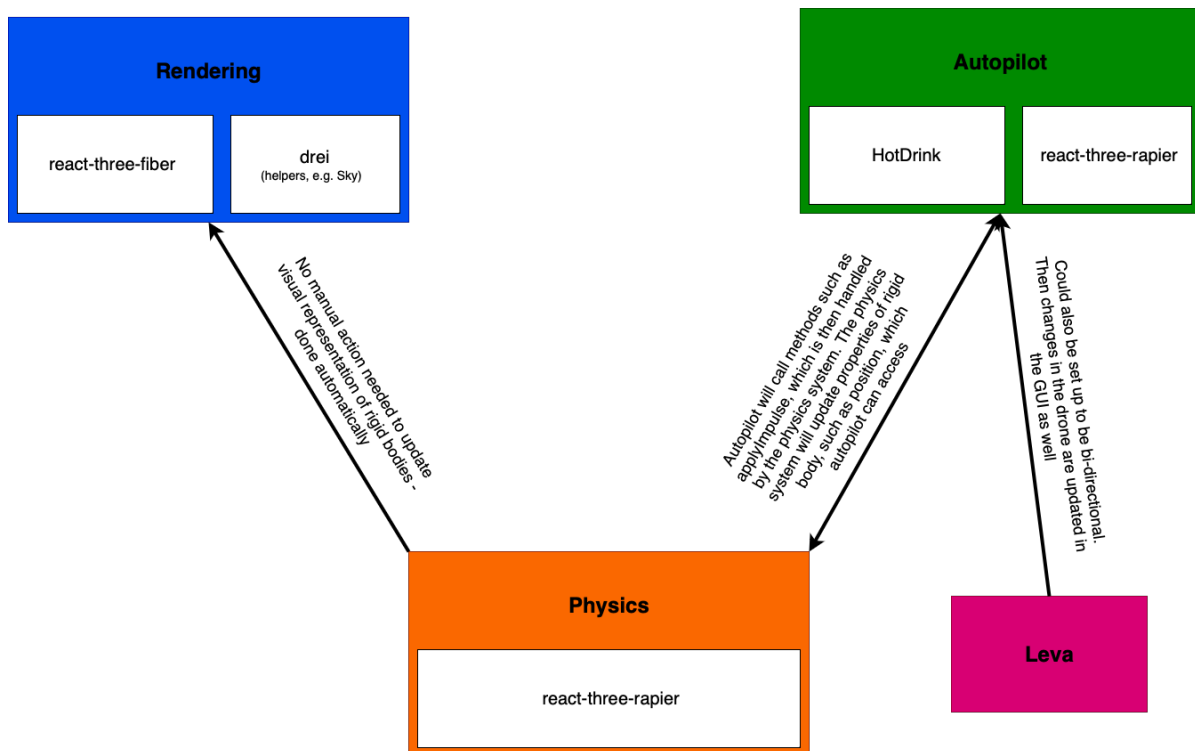 Rendering
react-three-fiber
drei
(helpers, e.g. Sky)
Autopilot
HotDrink
react-three-rapier
No manual action needed to update
visual representation of rigid bodies -
done automatically
Autopilot will call methods such as
applyImpulse, which is then handled
by the physics system. The physics
system will update properties of rigid
body, such as position, which
autopilot can access
Could also be set up to be bi-directional.
Then changes in the drone are updated in
the GUI as well
Physics
react-three-rapier
Leva